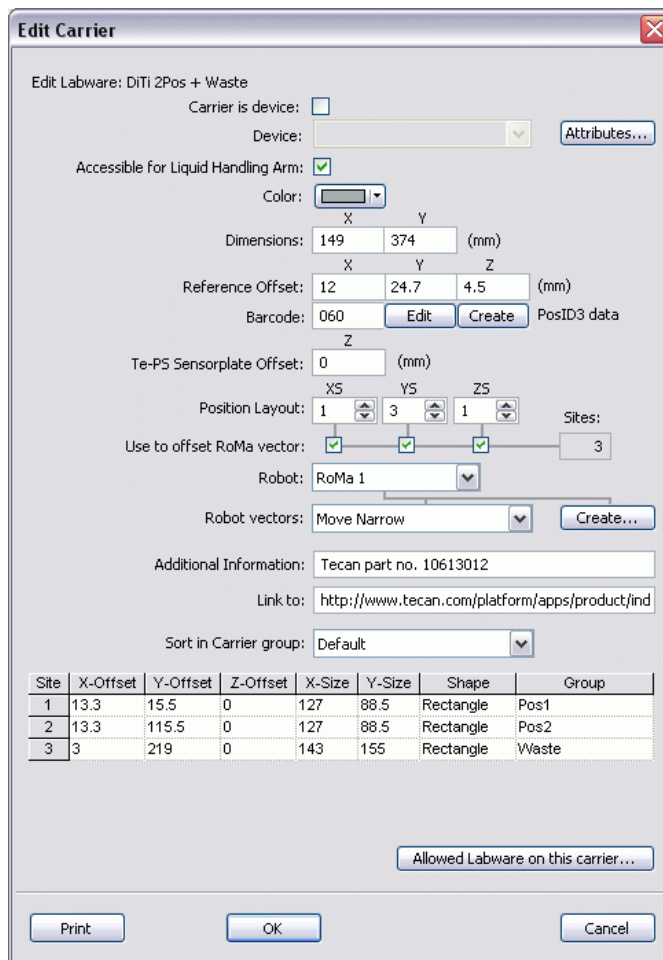 Edit Carrier
Edit Labware: DiTi 2Pos + Waste
Carrier is device:
Device:
Attributes...
Accessible for Liquid Handling Arm:
Color:
X Y
Dimensions: 149 374 (mm)
X Y Z
Reference Offset: 12 24.7 4.5 (mm)
Barcode: 060 Edit Create PosID3 data
Z
Te-PS Sensorplate Offset: 0 (mm)
XS YS ZS
Position Layout: 1 3 1 Sites:
Use to offset RoMa vector: 3
Robot: RoMa 1
Robot vectors: Move Narrow Create...
Additional Information: Tecan part no. 10613012
Link to: http://www.tecan.com/platform/apps/product/ind
Sort in Carrier group: Default
Site X-Offset Y-Offset Z-Offset X-Size Y-Size Shape Group
1 13.3 15.5 0 127 88.5 Rectangle Pos1
2 13.3 115.5 0 127 88.5 Rectangle Pos2
3 3 219 0 143 155 Rectangle Waste
Allowed Labware on this carrier...
Print OK Cancel